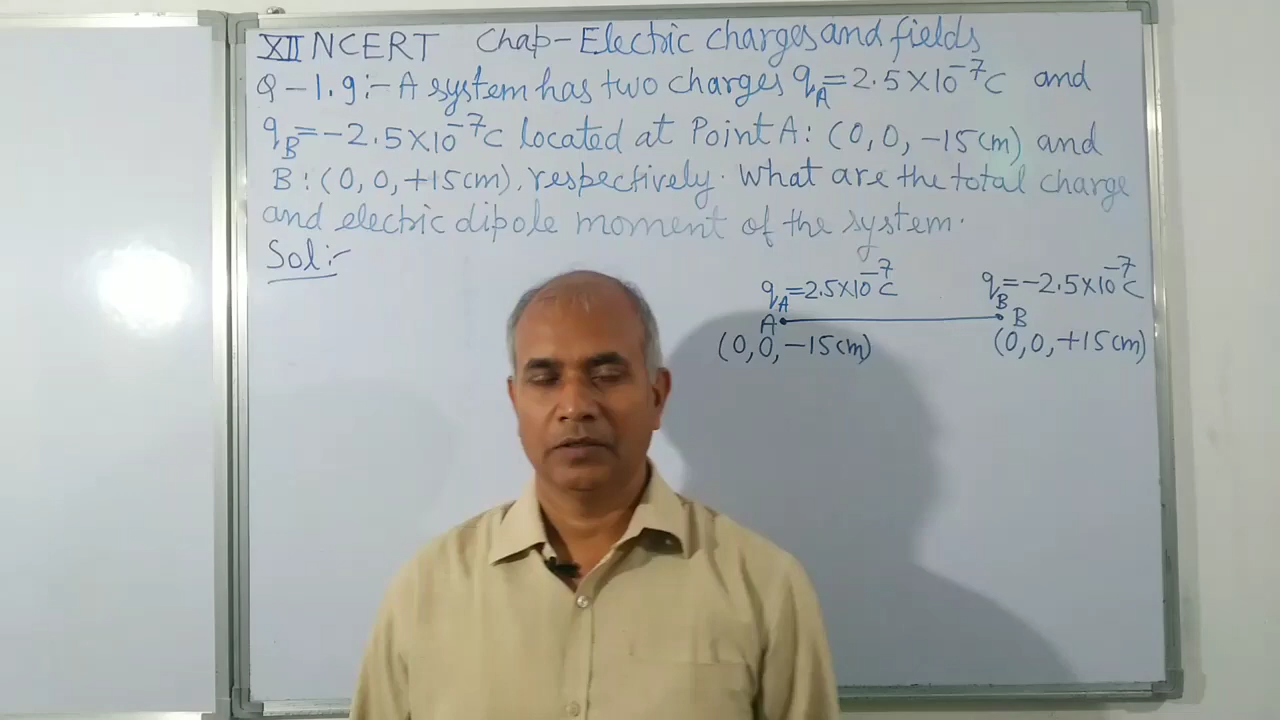 XII NCERT Chap-Electric charges and fields
Q-1.9:- A system has two charges qA=2.5×10⁻⁷C and
qB=-2.5×10⁻⁷C located at Point A: (0,0,-15cm) and
B: (0,0,+15cm), respectively. What are the total charge
and electric dipole moment of the system.
Sol:-
qA=2.5×10⁻⁷C
qB=-2.5×10⁻⁷C
A
B
(0,0,-15cm)
(0,0,+15cm)